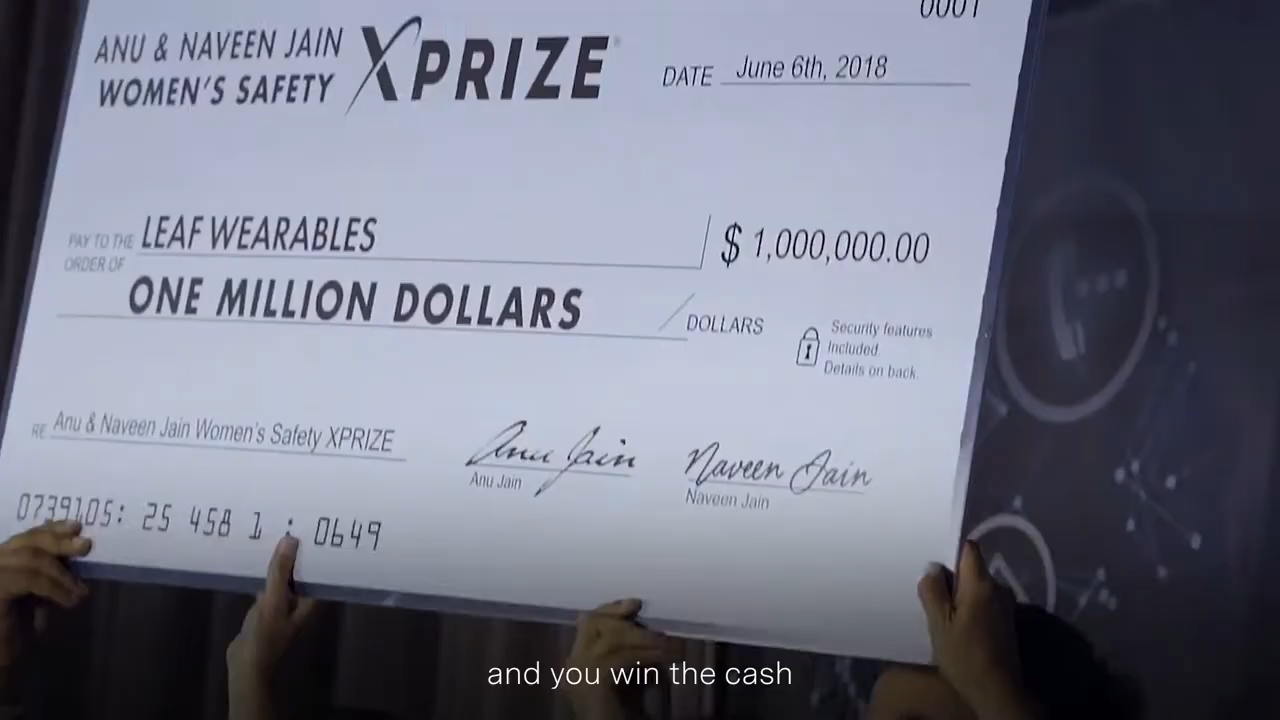 0001
ANU & NAVEEN JAIN
WOMEN'S SAFETY
XPRIZE
DATE June 6th, 2018
PAY TO THE
ORDER OF
LEAF WEARABLES
$ 1,000,000.00
ONE MILLION DOLLARS
DOLLARS
Security features
included.
Details on back.
RE Anu & Naveen Jain Women's Safety XPRIZE
Anu Jain
Anu Jain
Naveen Jain
Naveen Jain
0739105: 25 458 1 : 0649
and you win the cash